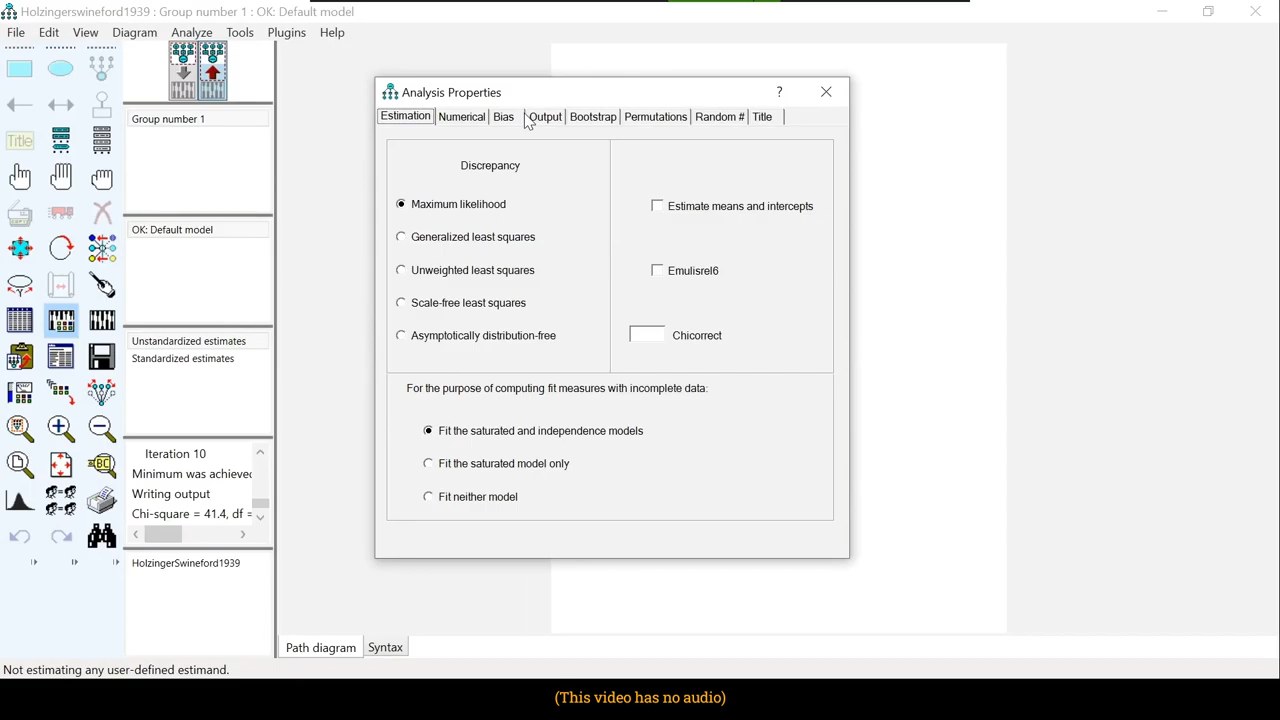 Holzingerswineford1939 : Group number 1 : OK: Default model
File Edit View Diagram Analyze Tools Plugins Help
Title
Group number 1
OK: Default model
Unstandardized estimates
Standardized estimates
Iteration 10
Minimum was achieved
Writing output
Chi-square = 41.4, df =
HolzingerSwineford1939
Analysis Properties ?
Estimation Numerical Bias Output Bootstrap Permutations Random # Title
Discrepancy
Maximum likelihood
Generalized least squares
Unweighted least squares
Scale-free least squares
Asymptotically distribution-free
Estimate means and intercepts
Emulisrel6
Chicorrect
For the purpose of computing fit measures with incomplete data:
Fit the saturated and independence models
Fit the saturated model only
Fit neither model
Path diagram Syntax
Not estimating any user-defined estimand.
(This video has no audio)